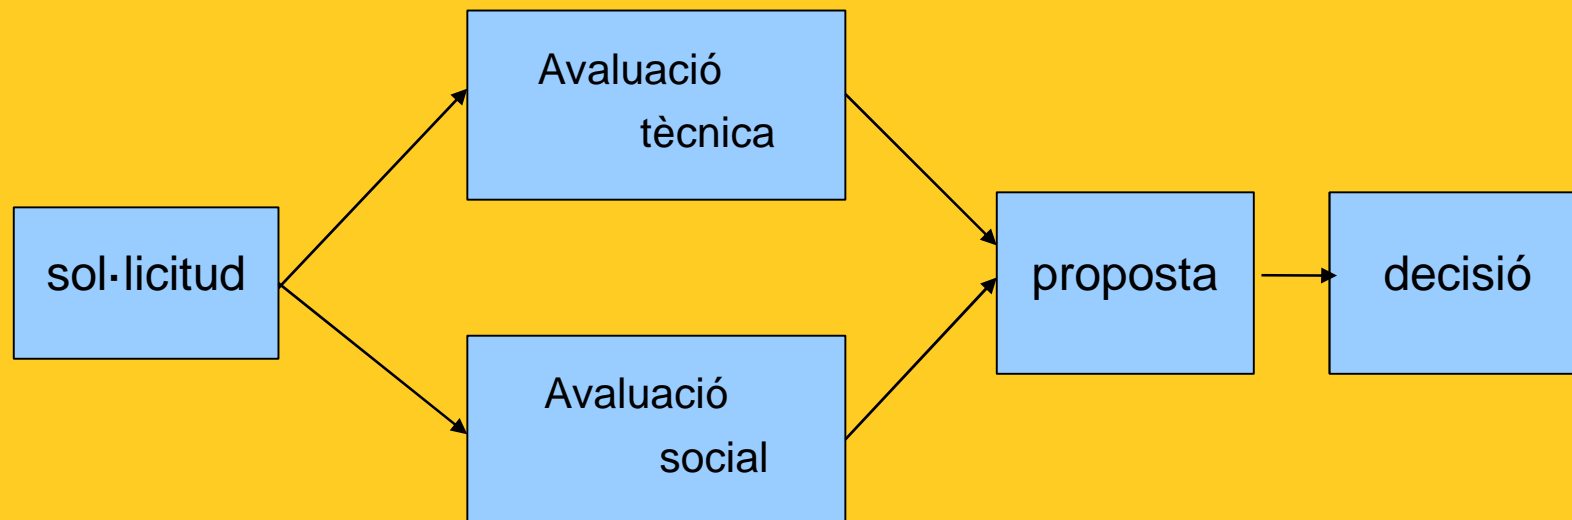 sol·licitud
Avaluació
tècnica
Avaluació
social
proposta
decisió